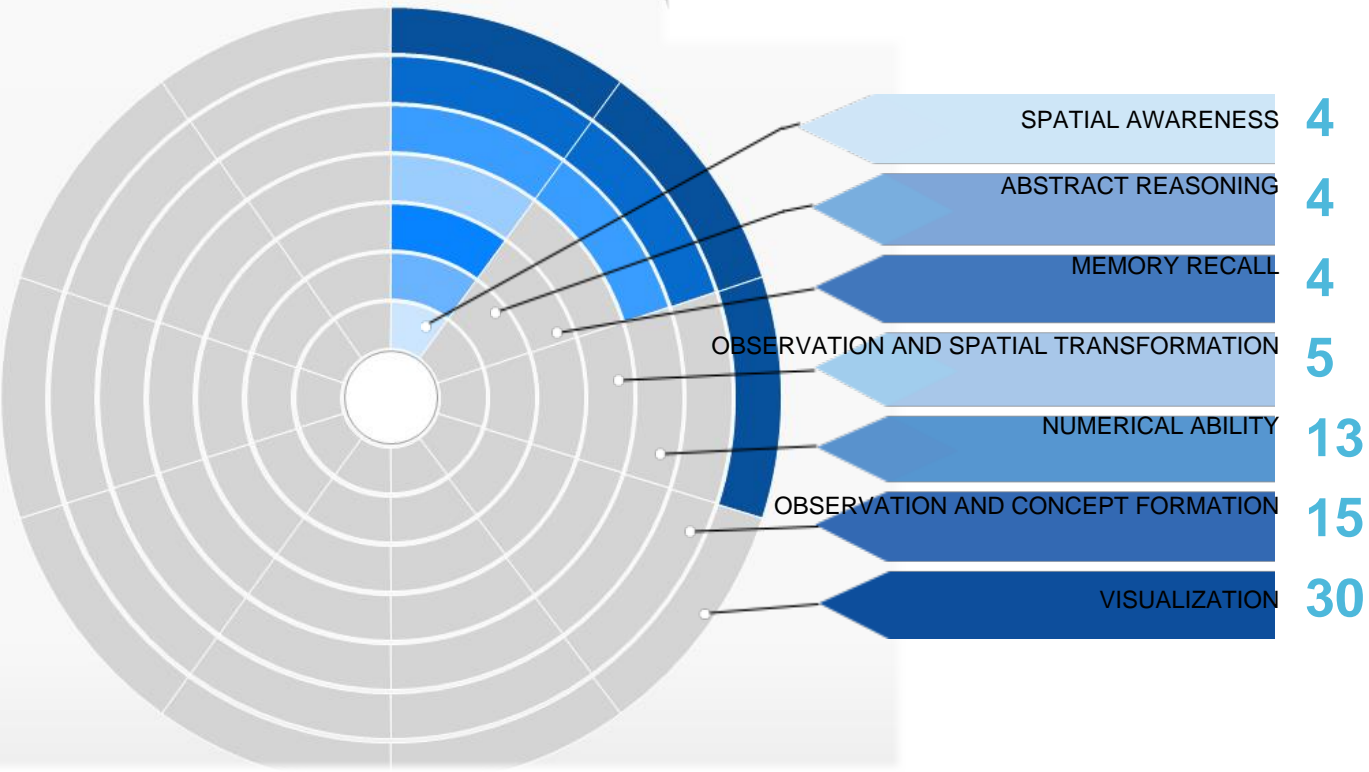 SPATIAL AWARENESS 4
ABSTRACT REASONING 4
MEMORY RECALL 4
OBSERVATION AND SPATIAL TRANSFORMATION 5
NUMERICAL ABILITY 13
OBSERVATION AND CONCEPT FORMATION 15
VISUALIZATION 30